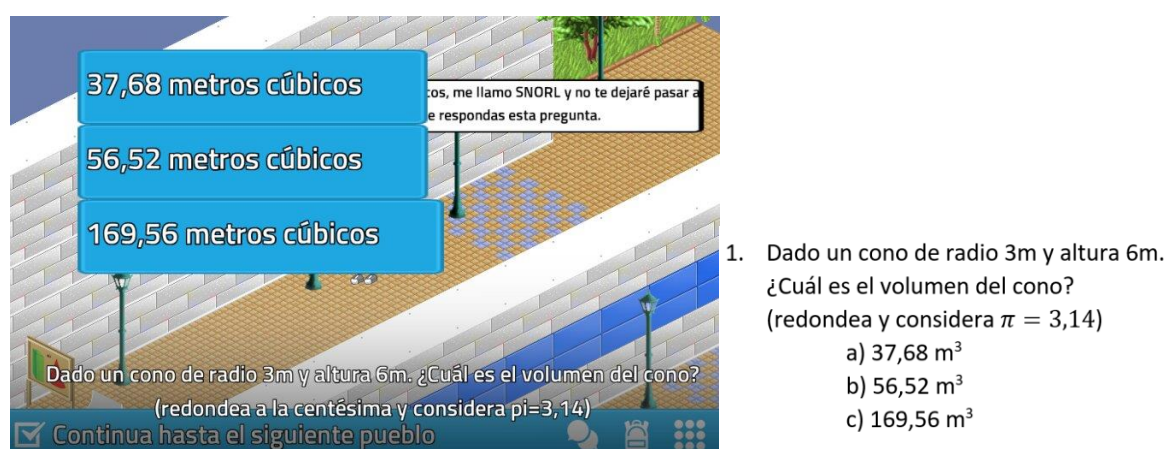 37,68 metros cúbicos
56,52 metros cúbicos
169,56 metros cúbicos
cos, me llamo SNORL y no te dejaré pasar a
e respondas esta pregunta.
Dado un cono de radio 3m y altura 6m. ¿Cuál es el volumen del cono?
(redondea a la centésima y considera pi=3,14)
Continua hasta el siguiente pueblo
1. Dado un cono de radio 3m y altura 6m.
¿Cuál es el volumen del cono?
(redondea y considera π = 3,14)
a) 37,68 m³
b) 56,52 m³
c) 169,56 m³